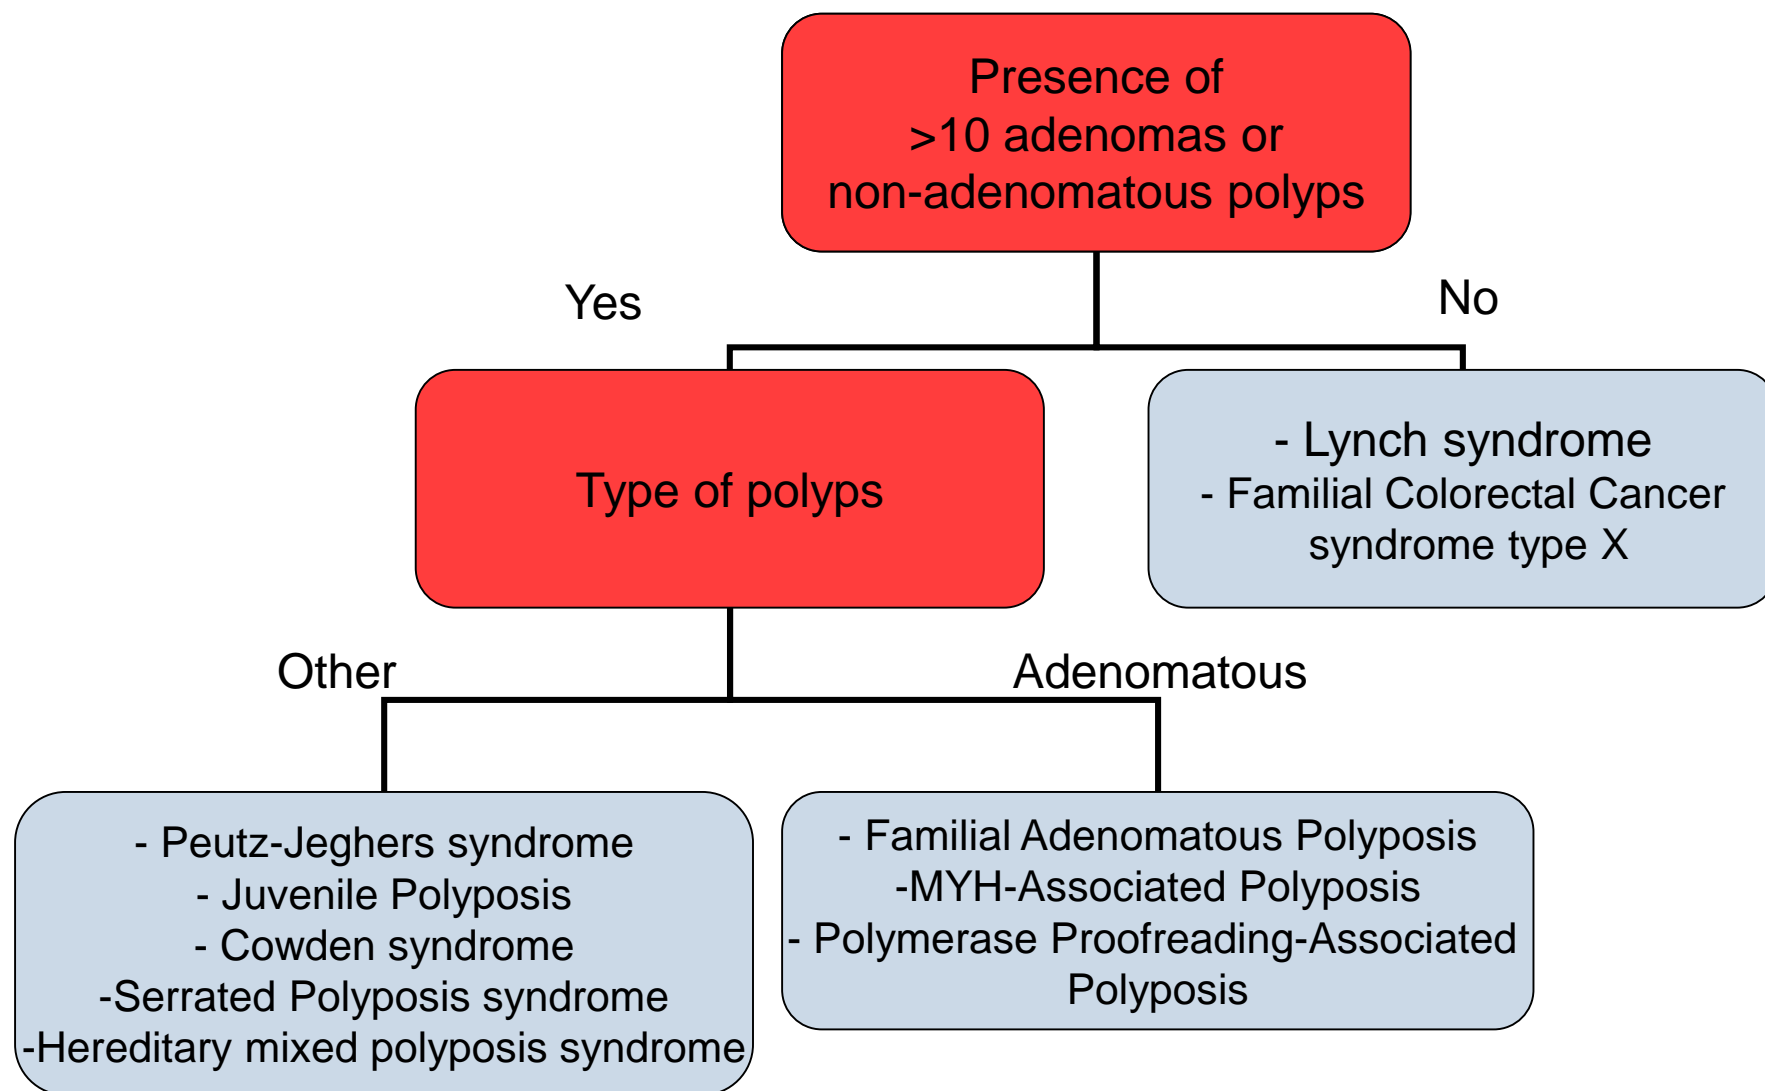 Presence of
>10 adenomas or
non-adenomatous polyps
Yes
No
Type of polyps
- Lynch syndrome
- Familial Colorectal Cancer
syndrome type X
Other
Adenomatous
- Peutz-Jeghers syndrome
- Juvenile Polyposis
- Cowden syndrome
-Serrated Polyposis syndrome
-Hereditary mixed polyposis syndrome
- Familial Adenomatous Polyposis
-MYH-Associated Polyposis
- Polymerase Proofreading-Associated
Polyposis